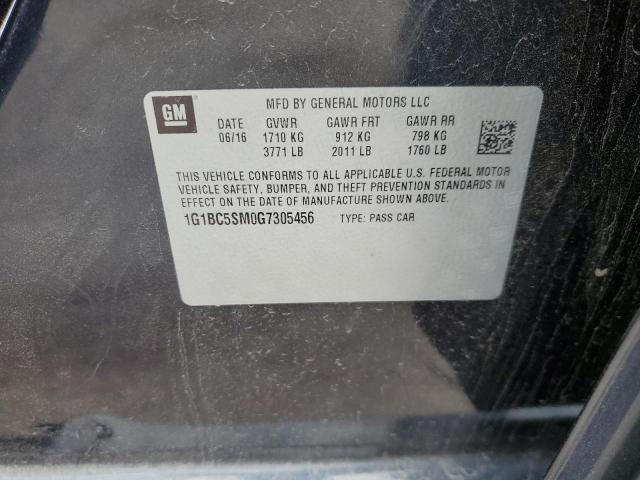 GM
MFD BY GENERAL MOTORS LLC
DATE GVWR GAWR FRT GAWR RR
06/16 1710 KG 912 KG 798 KG
3771 LB 2011 LB 1760 LB
THIS VEHICLE CONFORMS TO ALL APPLICABLE U.S. FEDERAL MOTOR
VEHICLE SAFETY, BUMPER, AND THEFT PREVENTION STANDARDS IN
EFFECT ON THE DATE OF MANUFACTURE SHOWN ABOVE.
1G1BC5SM0G7305456 TYPE: PASS CAR